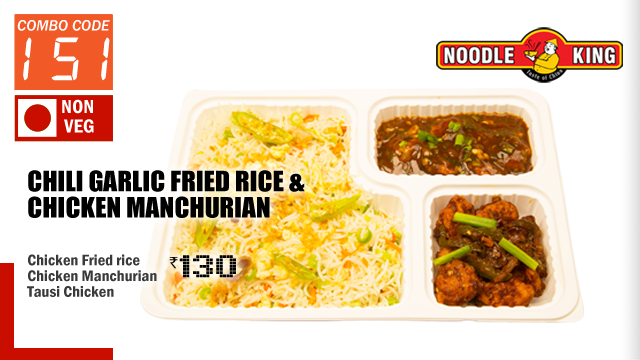 COMBO CODE
151
NON
VEG
NOODLE KING
Taste of China
CHILI GARLIC FRIED RICE &
CHICKEN MANCHURIAN
Chicken Fried rice
Chicken Manchurian
Tausi Chicken
₹130